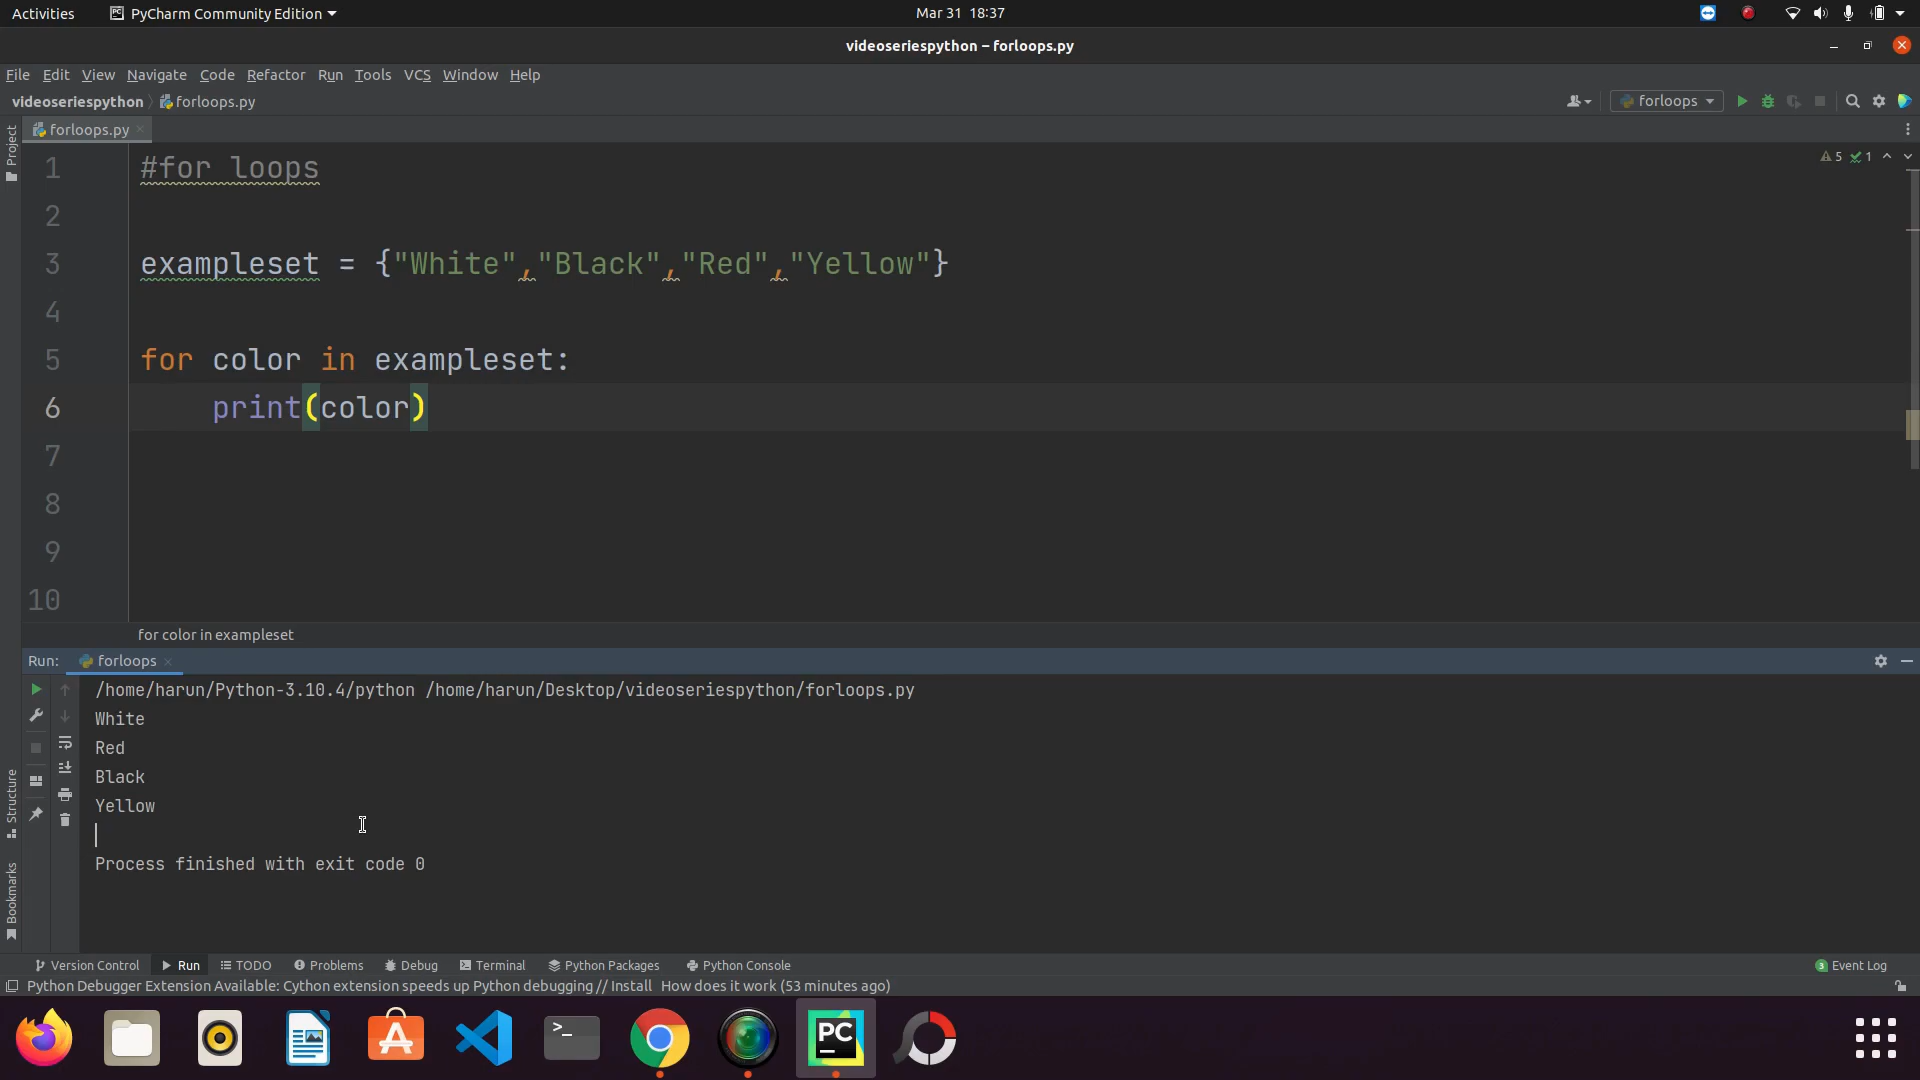 Activities PyCharm Community Edition Mar 31 18:37
videoseriespython – forloops.py
File Edit View Navigate Code Refactor Run Tools VCS Window Help
videoseriespython forloops.py forloops
forloops.py
Project
5 1
1 #for loops
2
3 exampleset = {"White","Black","Red","Yellow"}
4
5 for color in exampleset:
6 print(color)
7
8
9
10
for color in exampleset
Run: forloops
/home/harun/Python-3.10.4/python /home/harun/Desktop/videoseriespython/forloops.py
White
Red
Black
Yellow
Process finished with exit code 0
Structure
Bookmarks
Version Control Run TODO Problems Debug Terminal Python Packages Python Console 3 Event Log
Python Debugger Extension Available: Cython extension speeds up Python debugging // Install How does it work (53 minutes ago)
>_ PC